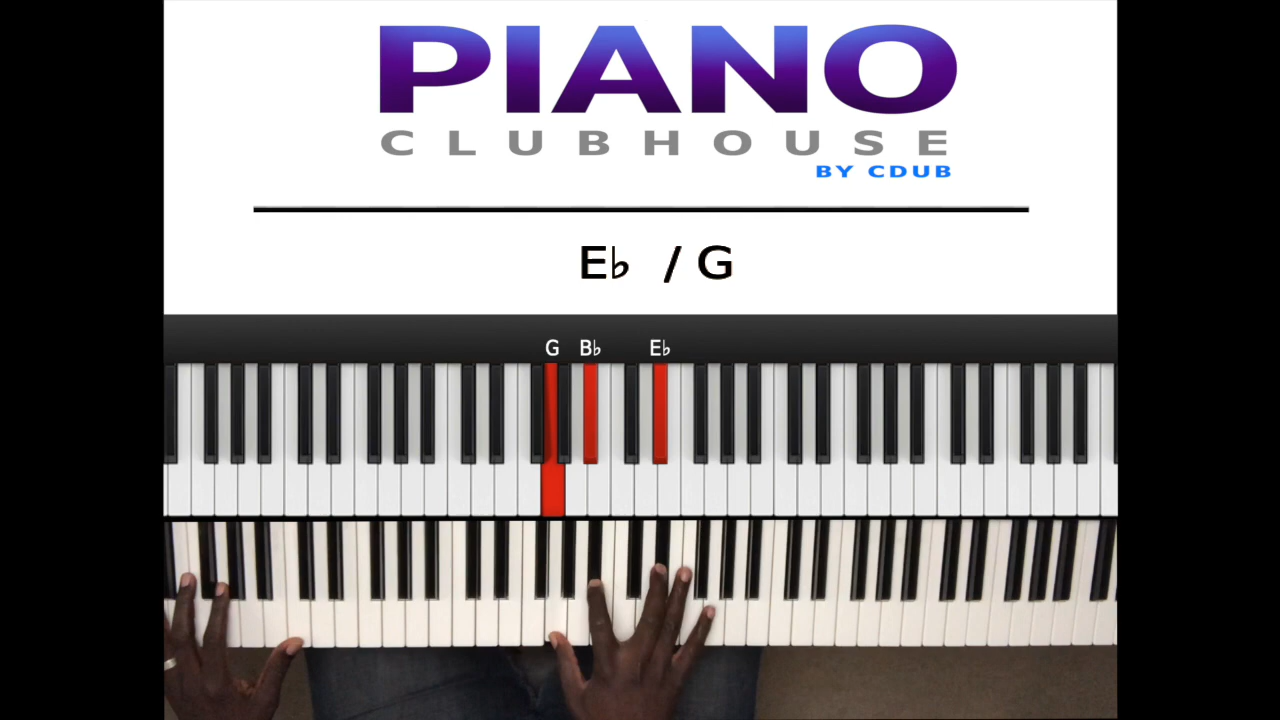 PIANO
CLUBHOUSE
BY CDUB
E♭ / G
G B♭ E♭